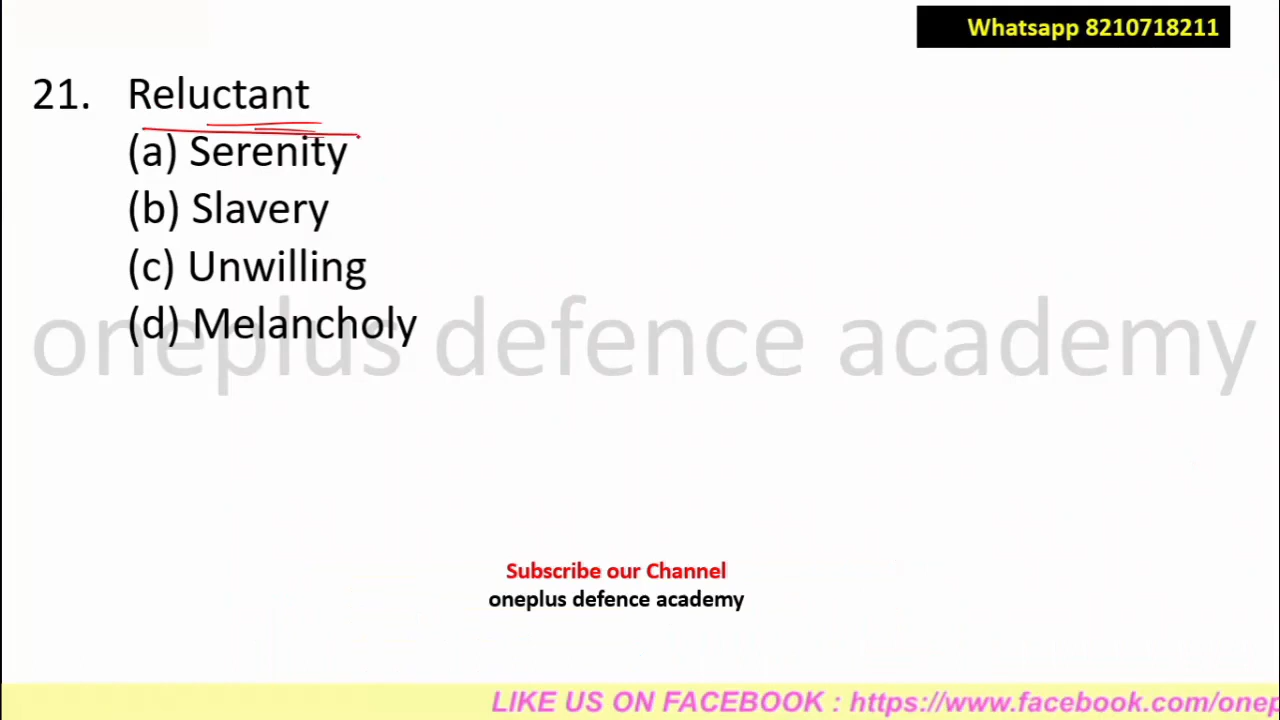 Whatsapp 8210718211
21. Reluctant
(a) Serenity
(b) Slavery
(c) Unwilling
(d) Melancholy
oneplus defence academy
Subscribe our Channel
oneplus defence academy
LIKE US ON FACEBOOK : https://www.facebook.com/onep